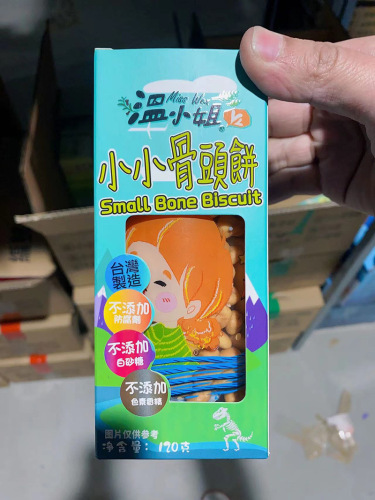 Miss Wen
溫小姐
小小骨頭餅
Small Bone Biscuit
台灣
製造
不添加
防腐劑
不添加
白砂糖
不添加
色素香精
圖片仅供參考
净含量：120克